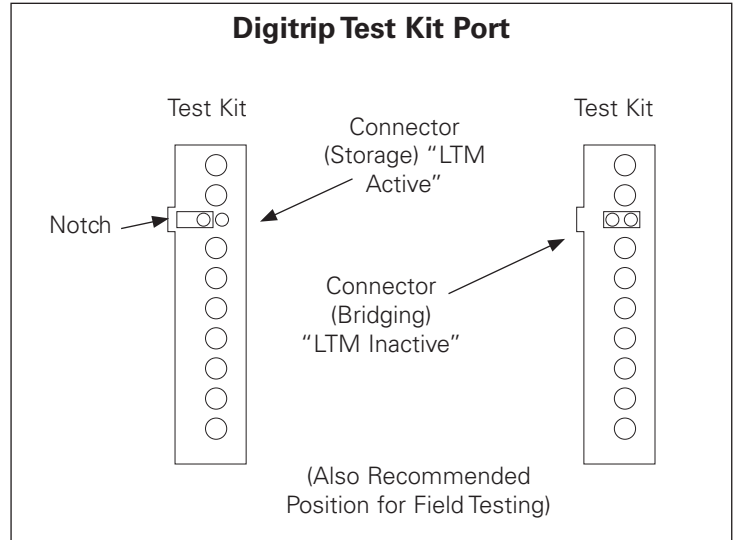 Digitrip Test Kit Port
Test Kit
Test Kit
Connector
(Storage) “LTM
Active”
Notch
Connector
(Bridging)
“LTM Inactive”
(Also Recommended
Position for Field Testing)